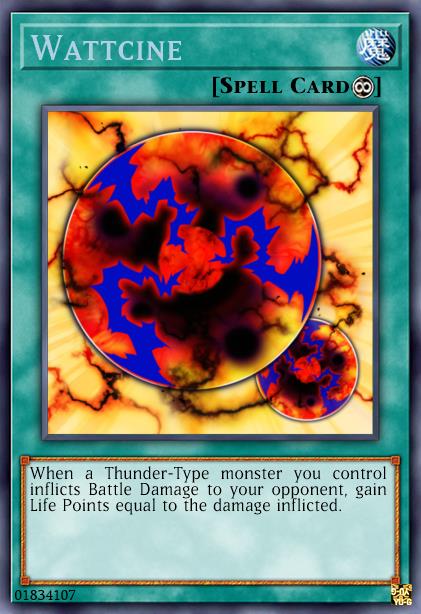 Wattcine
[Spell Card]
When a Thunder-Type monster you control
inflicts Battle Damage to your opponent, gain
Life Points equal to the damage inflicted.
01834107